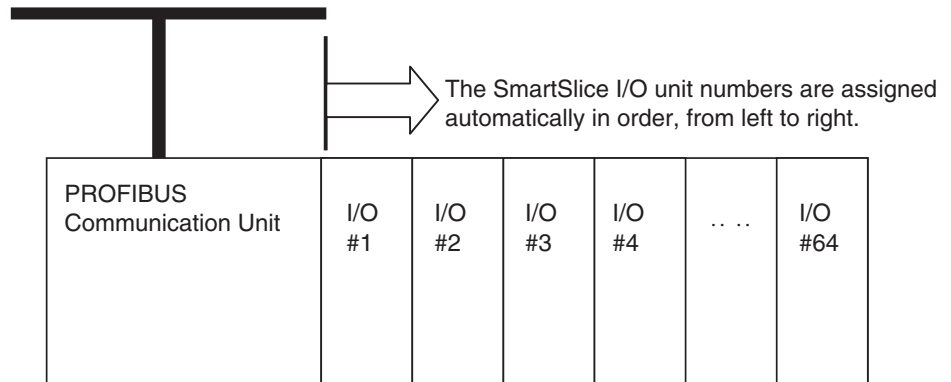 The SmartSlice I/O unit numbers are assigned
automatically in order, from left to right.
PROFIBUS
Communication Unit
I/O
#1
I/O
#2
I/O
#3
I/O
#4
.. ..
I/O
#64